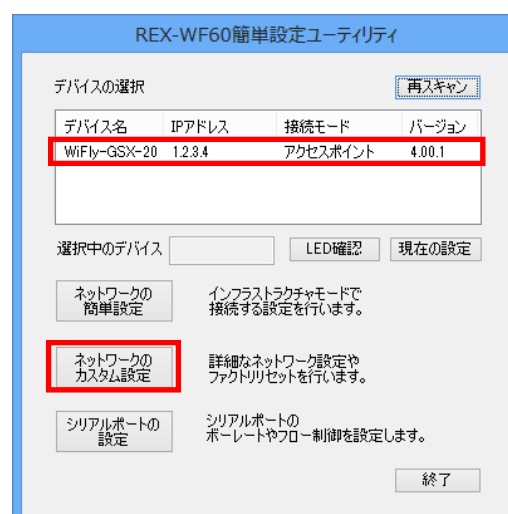 REX-WF60簡単設定ユーティリティ
デバイスの選択
再スキャン
デバイス名 IPアドレス 接続モード バージョン
WiFly-GSX-20 1.2.3.4 アクセスポイント 4.00.1
選択中のデバイス LED確認 現在の設定
ネットワークの
簡単設定
インフラストラクチャモードで
接続する設定を行います。
ネットワークの
カスタム設定
詳細なネットワーク設定や
ファクトリリセットを行います。
シリアルポートの
設定
シリアルポートの
ボーレートやフロー制御を設定します。
終了